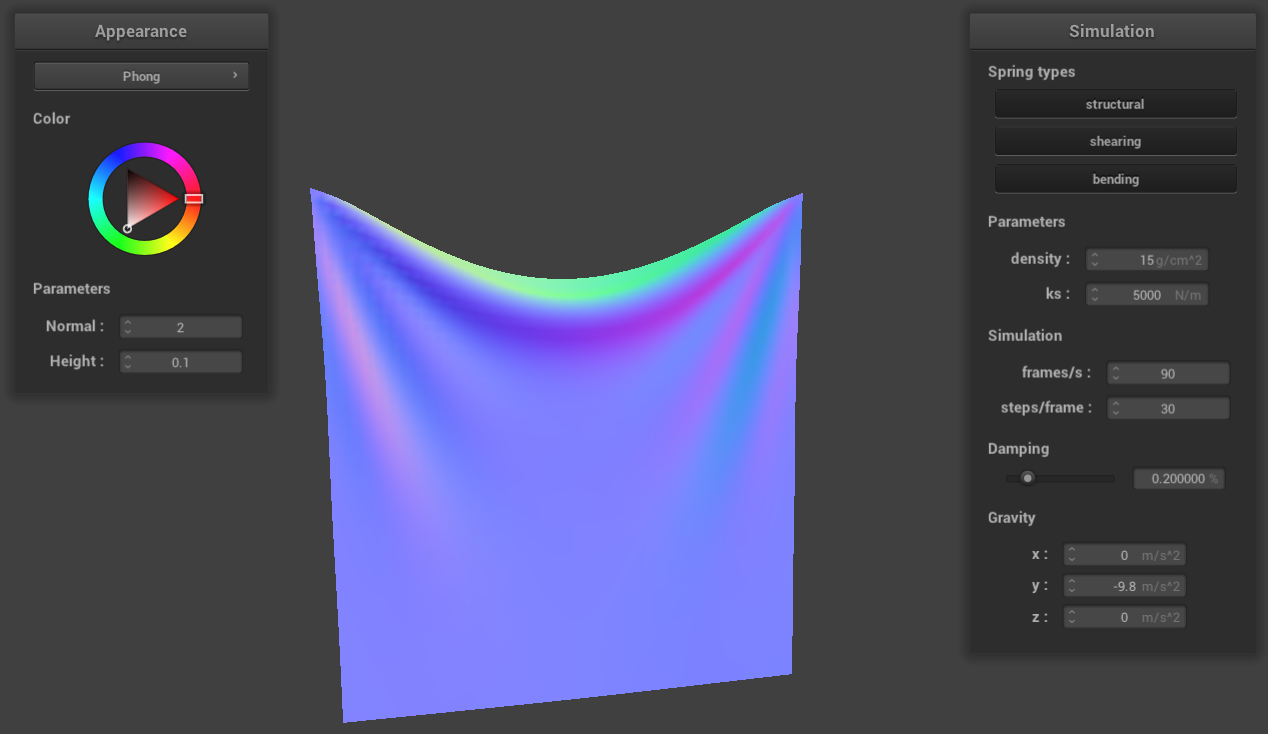 Appearance
Phong
Color
Parameters
Normal : 2
Height : 0.1
Simulation
Spring types
structural
shearing
bending
Parameters
density : 15 g/cm^2
ks : 5000 N/m
Simulation
frames/s : 90
steps/frame : 30
Damping
0.200000 %
Gravity
x : 0 m/s^2
y : -9.8 m/s^2
z : 0 m/s^2